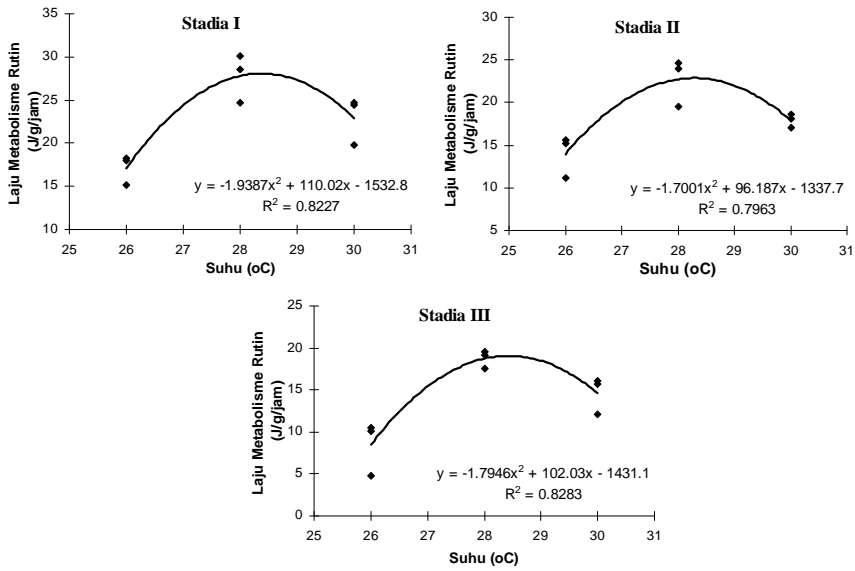 Stadia I
Laju Metabolisme Rutin
(J/g/jam)
35
30
25
20
15
10
y = -1.9387x² + 110.02x - 1532.8
R² = 0.8227
25 26 27 28 29 30 31
Suhu (oC)
Stadia II
Laju Metabolisme Rutin
(J/g/jam)
30
25
20
15
10
5
y = -1.7001x² + 96.187x - 1337.7
R² = 0.7963
25 26 27 28 29 30 31
Suhu (oC)
Stadia III
Laju Metabolisme Rutin
(J/g/jam)
25
20
15
10
5
0
y = -1.7946x² + 102.03x - 1431.1
R² = 0.8283
25 26 27 28 29 30 31
Suhu (oC)